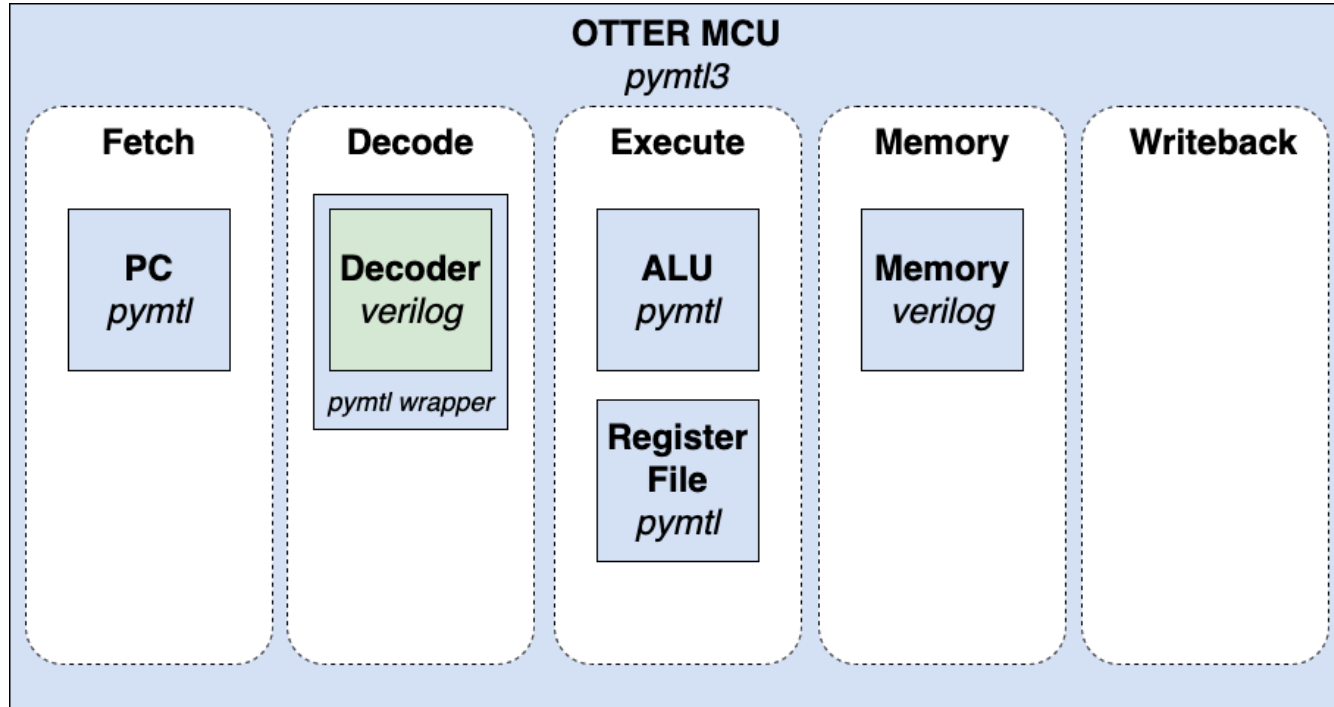 OTTER MCU
pymtl3
Fetch
Decode
Execute
Memory
Writeback
PC
pymtl
Decoder
verilog
pymtl wrapper
ALU
pymtl
Register
File
pymtl
Memory
verilog